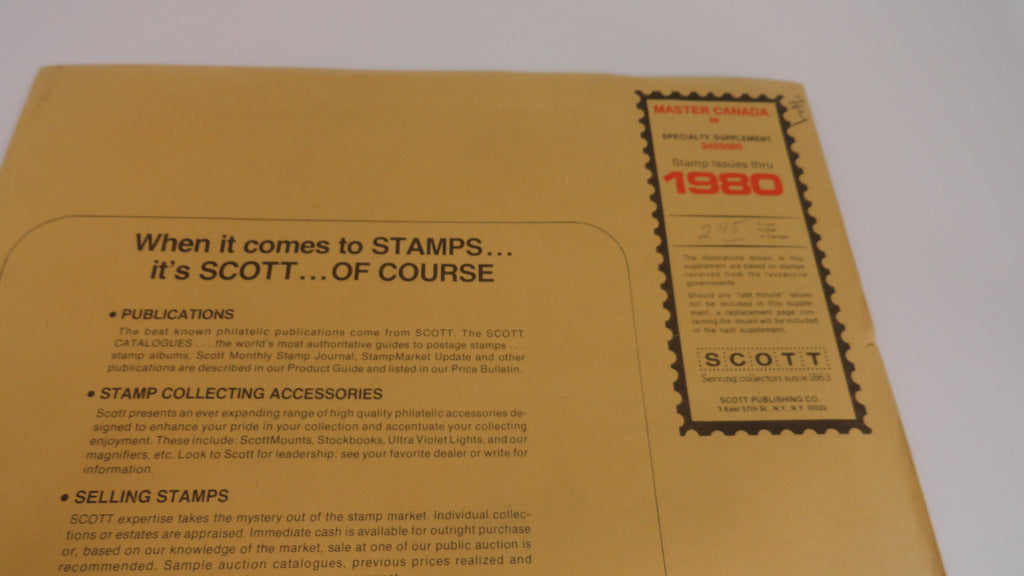 When it comes to STAMPS...
it's SCOTT...OF COURSE
• PUBLICATIONS
The best known philatelic publications come from SCOTT. The SCOTT
CATALOGUES . . . the world's most authoritative guides to postage stamps . . .
stamp albums, Scott Monthly Stamp Journal, StampMarket Update and other
publications are described in our Product Guide and listed in our Price Bulletin.
• STAMP COLLECTING ACCESSORIES
Scott presents an ever expanding range of high quality philatelic accessories de-
signed to enhance your pride in your collection and accentuate your collecting
enjoyment. These include: ScottMounts, Stockbooks, Ultra Violet Lights, and our
magnifiers, etc. Look to Scott for leadership: see your favorite dealer or write for
information.
• SELLING STAMPS
SCOTT expertise takes the mystery out of the stamp market. Individual collec-
tions or estates are appraised. Immediate cash is available for outright purchase
or, based on our knowledge of the market, sale at one of our public auction is
recommended. Sample auction catalogues, previous prices realized and
MASTER CANADA
SPECIALTY SUPPLEMENT
245S080
Stamp Issues thru
1980
295
Prices
Higher
in Canada
The illustrations shown in this
supplement are based on stamps
received from the respective
governments.
Should any "last minute" issues
not be included in this supple-
ment, a replacement page con-
taining the issues will be included
in the next supplement.
SCOTT
Serving collectors since 1863
SCOTT PUBLISHING CO.
3 East 57th St., N.Y., N.Y. 10022